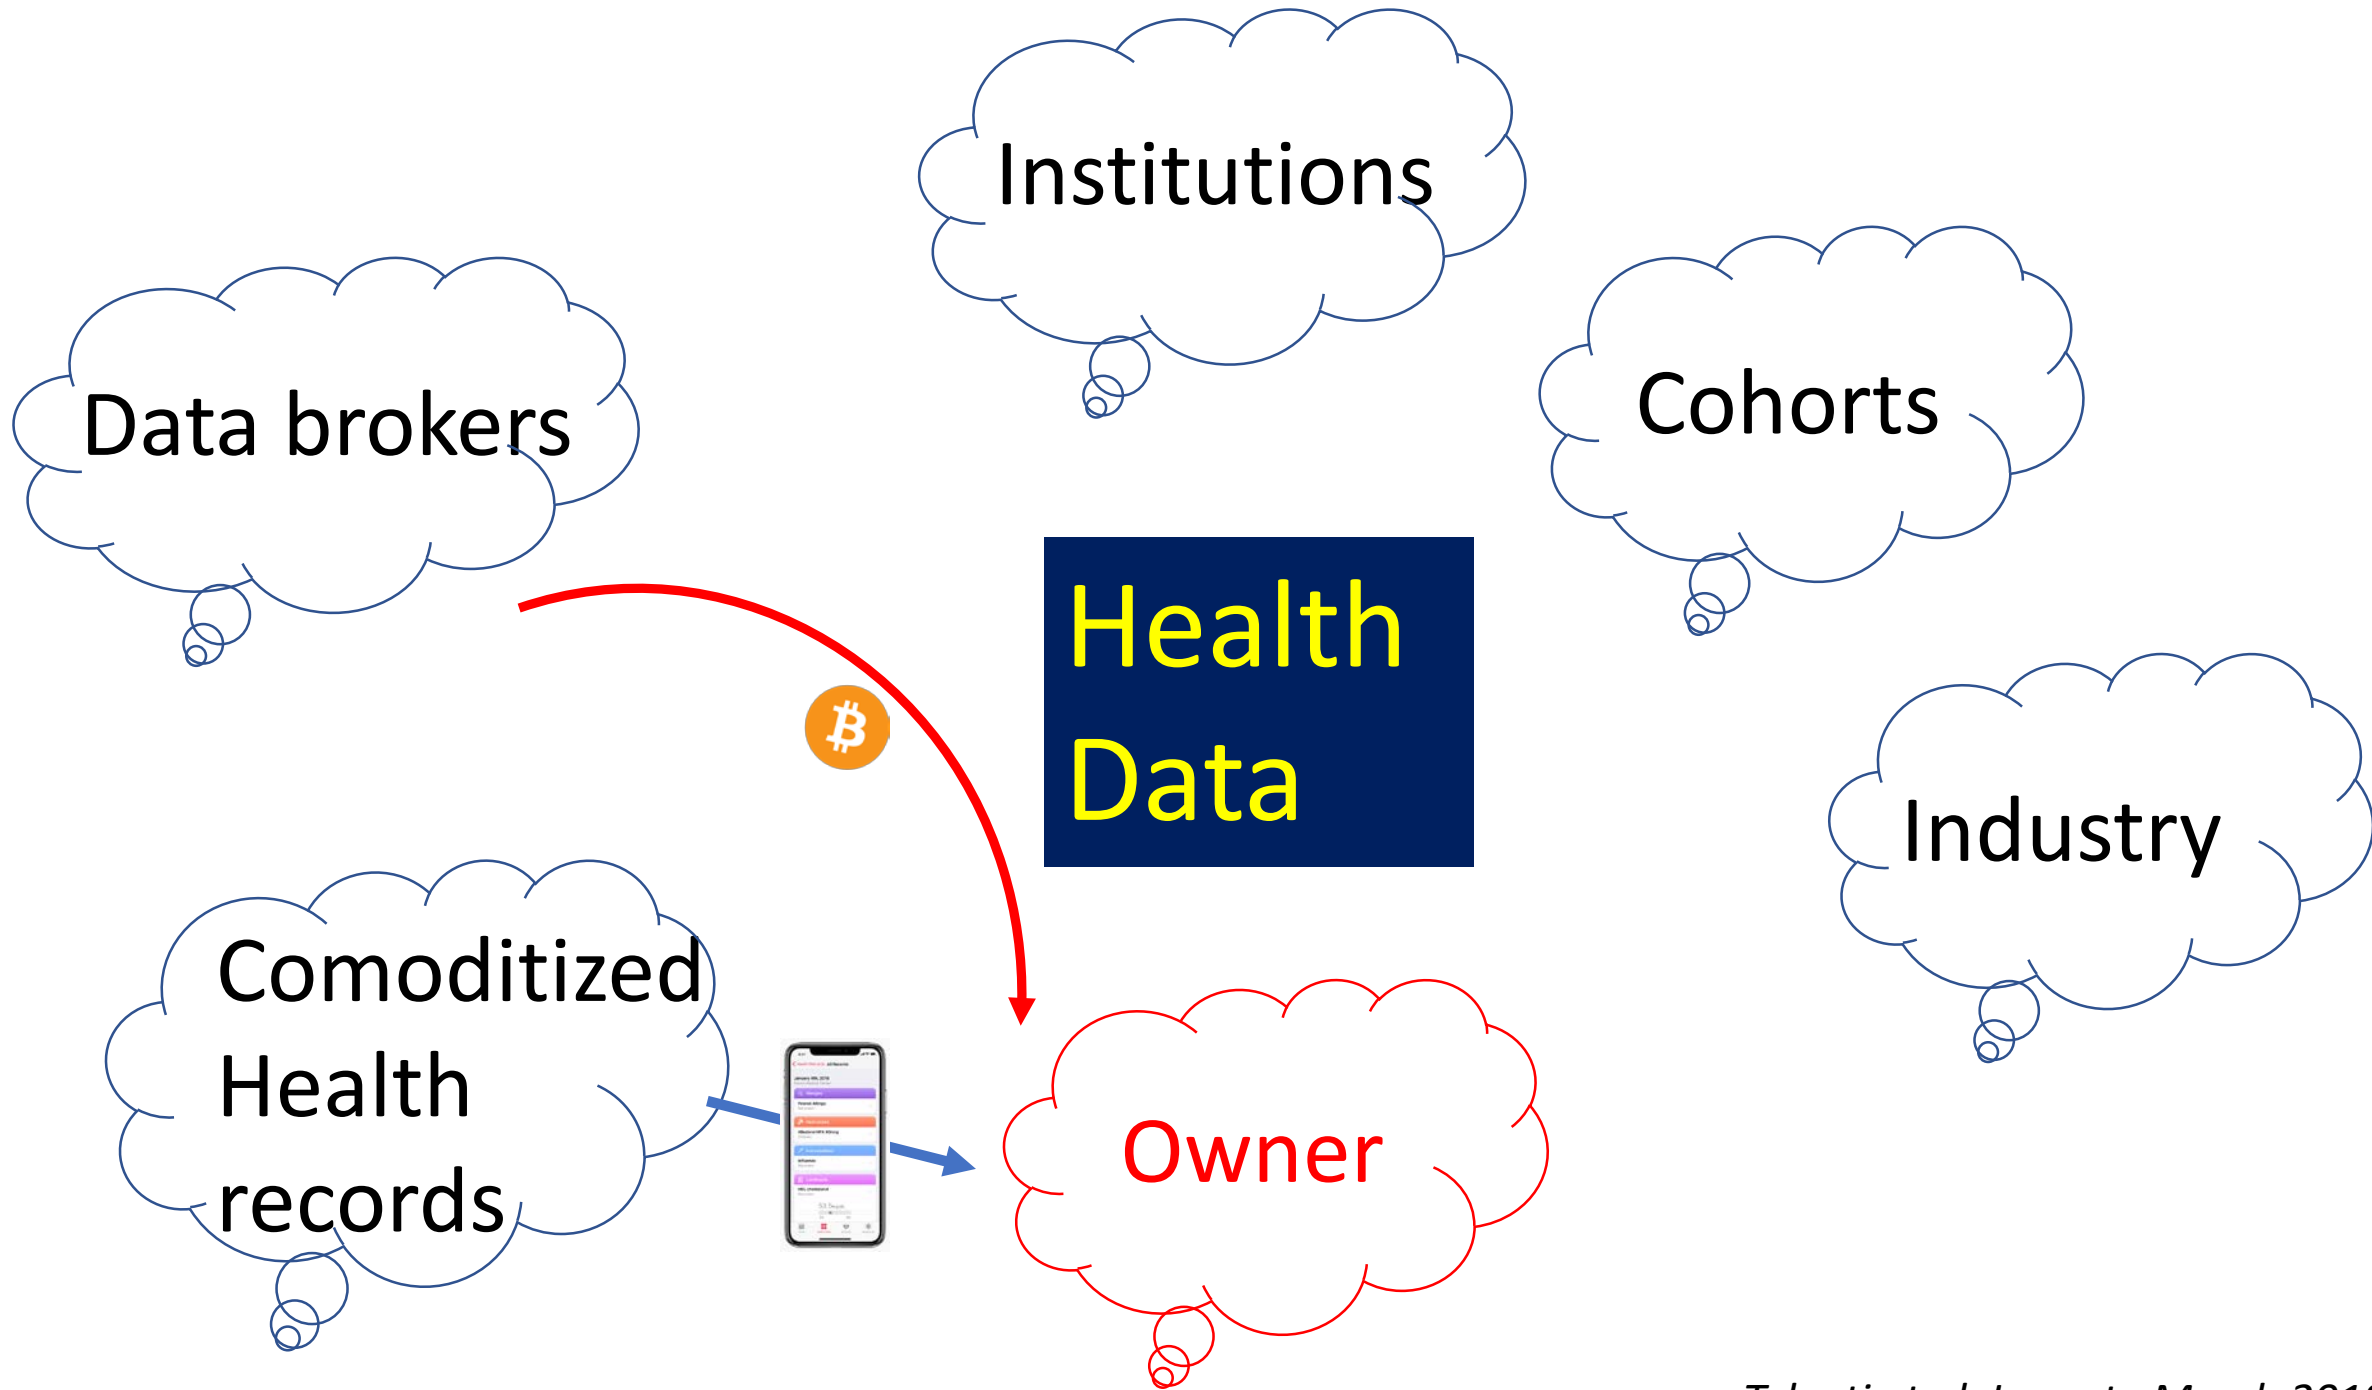 Institutions
Data brokers
Cohorts
Health
Data
Industry
Comoditized
Health
records
Owner